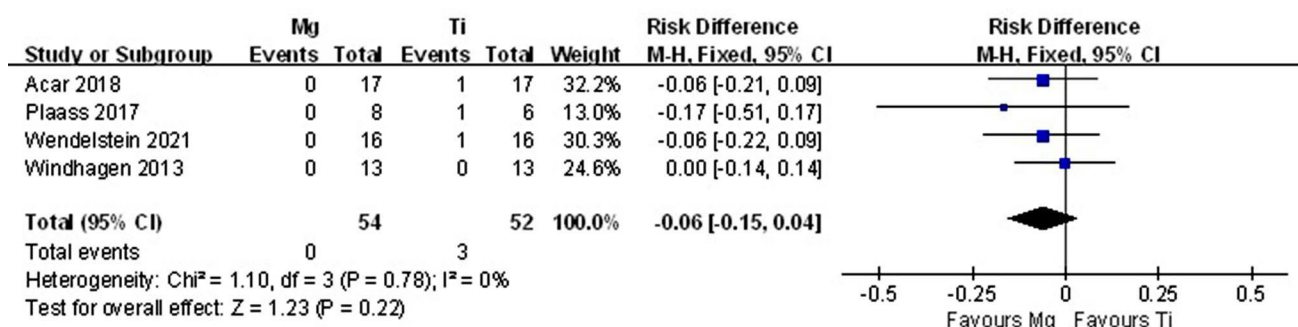 Mg Ti Risk Difference Risk Difference
Study or Subgroup Events Total Events Total Weight M-H, Fixed, 95% CI M-H, Fixed, 95% CI
Acar 2018 0 17 1 17 32.2% -0.06 [-0.21, 0.09]
Plaass 2017 0 8 1 6 13.0% -0.17 [-0.51, 0.17]
Wendelstein 2021 0 16 1 16 30.3% -0.06 [-0.22, 0.09]
Windhagen 2013 0 13 0 13 24.6% 0.00 [-0.14, 0.14]
Total (95% CI) 54 52 100.0% -0.06 [-0.15, 0.04]
Total events 0 3
Heterogeneity: Chi² = 1.10, df = 3 (P = 0.78); I² = 0%
Test for overall effect: Z = 1.23 (P = 0.22)
-0.5 -0.25 0 0.25 0.5
Favours Mg Favours Ti